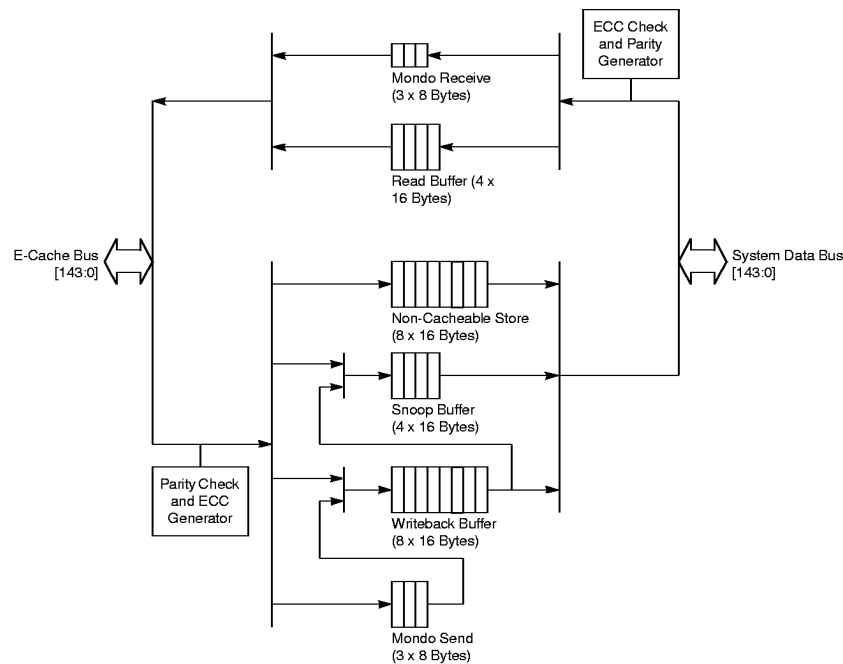 ECC Check
and Parity
Generator
Mondo Receive
(3 x 8 Bytes)
Read Buffer (4 x
16 Bytes)
E-Cache Bus
[143:0]
System Data Bus
[143:0]
Non-Cacheable Store
(8 x 16 Bytes)
Snoop Buffer
(4 x 16 Bytes)
Parity Check
and ECC
Generator
Writeback Buffer
(8 x 16 Bytes)
Mondo Send
(3 x 8 Bytes)